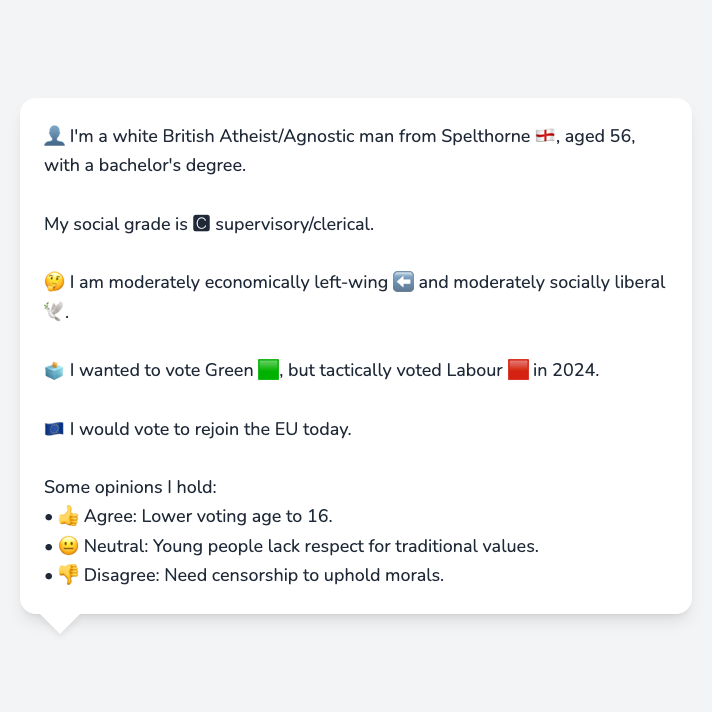 👤 I'm a white British Atheist/Agnostic man from Spelthorne 🏴󠁧󠁢󠁥󠁮󠁧󠁿, aged 56,
with a bachelor's degree.
My social grade is 🅲 supervisory/clerical.
🤔 I am moderately economically left-wing ⬅️ and moderately socially liberal
🕊️.
🗳️ I wanted to vote Green 🟩, but tactically voted Labour 🟥 in 2024.
🇪🇺 I would vote to rejoin the EU today.
Some opinions I hold:
• 👍 Agree: Lower voting age to 16.
• 😐 Neutral: Young people lack respect for traditional values.
• 👎 Disagree: Need censorship to uphold morals.